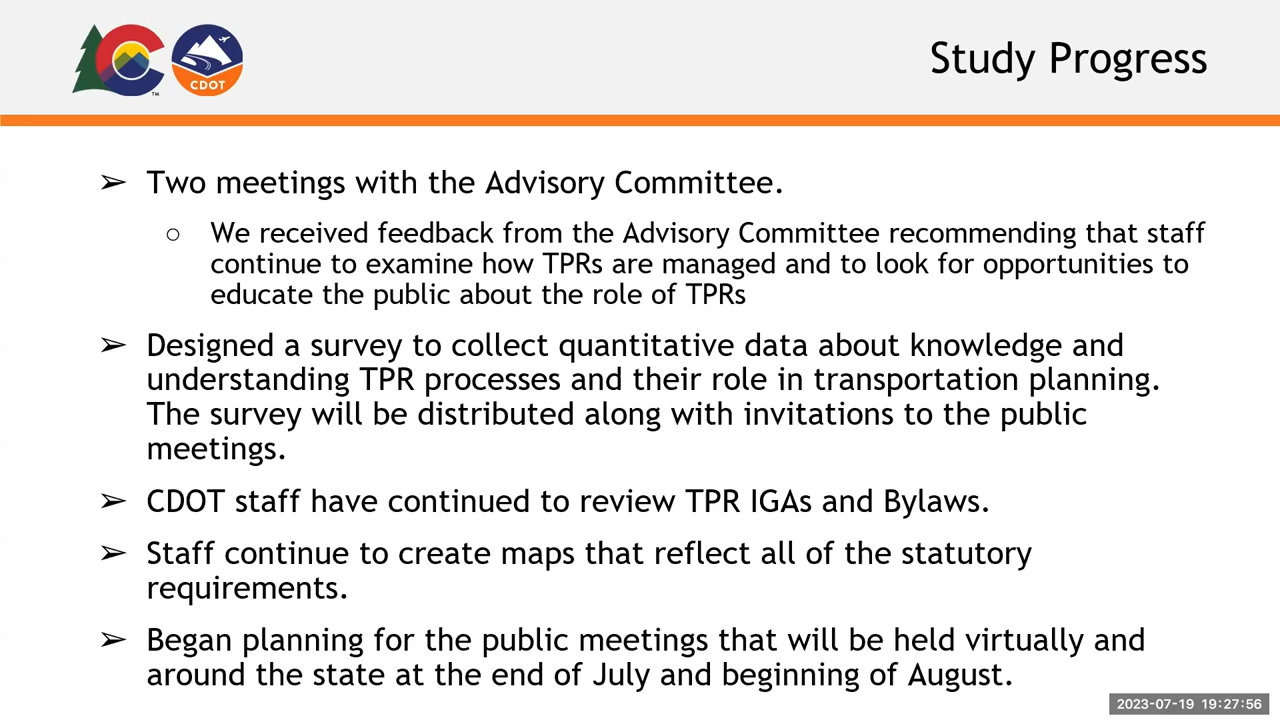 CDOT
TM
Study Progress
➢ Two meetings with the Advisory Committee.
○ We received feedback from the Advisory Committee recommending that staff
continue to examine how TPRs are managed and to look for opportunities to
educate the public about the role of TPRs
➢ Designed a survey to collect quantitative data about knowledge and
understanding TPR processes and their role in transportation planning.
The survey will be distributed along with invitations to the public
meetings.
➢ CDOT staff have continued to review TPR IGAs and Bylaws.
➢ Staff continue to create maps that reflect all of the statutory
requirements.
➢ Began planning for the public meetings that will be held virtually and
around the state at the end of July and beginning of August.
2023-07-19 19:27:56